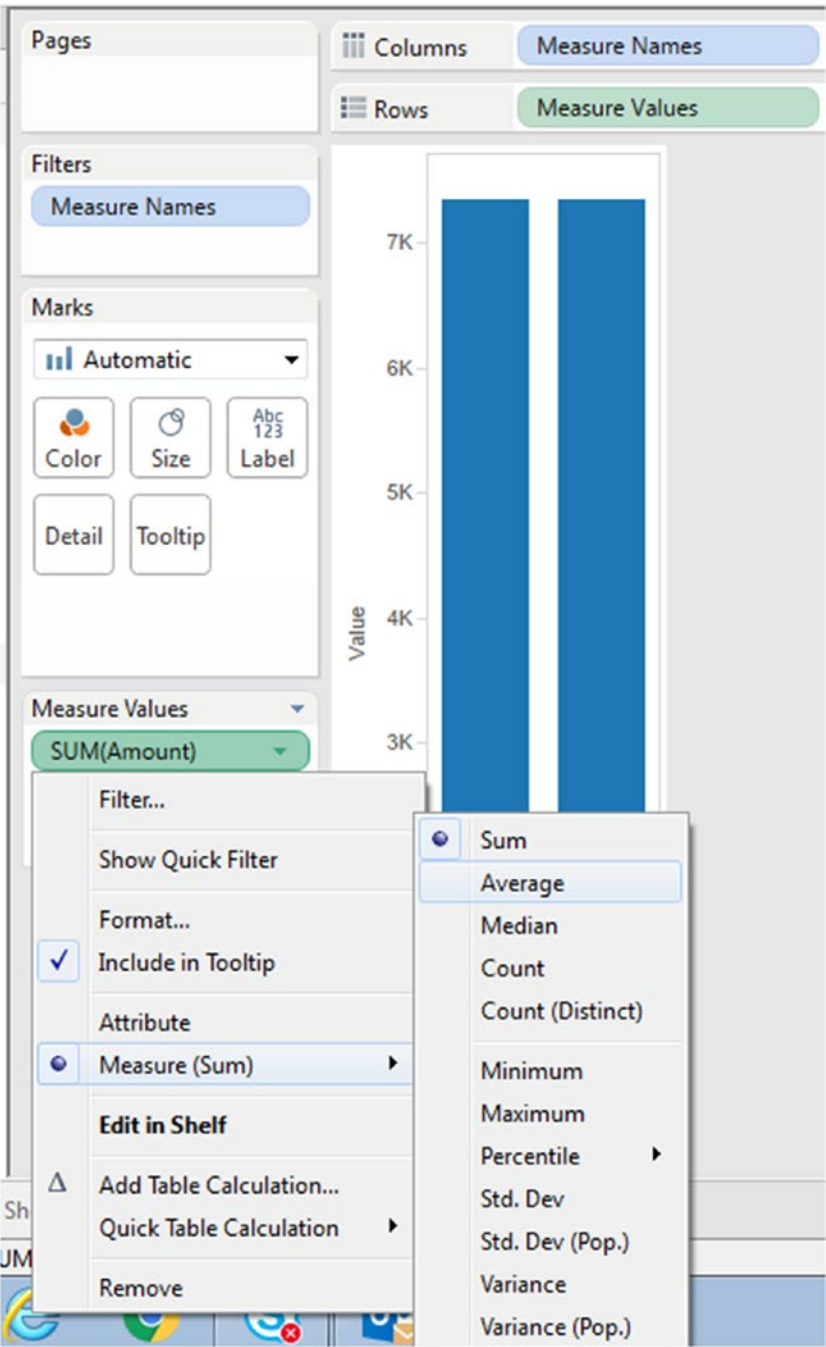 Pages
Columns
Measure Names
Rows
Measure Values
Filters
Measure Names
Marks
Automatic
Color
Size
Abc
123
Label
Detail
Tooltip
7K
6K
5K
4K
3K
Value
Measure Values
SUM(Amount)
Filter...
Show Quick Filter
Format...
Include in Tooltip
Attribute
Measure (Sum)
Edit in Shelf
Δ Add Table Calculation...
Quick Table Calculation
Remove
Sum
Average
Median
Count
Count (Distinct)
Minimum
Maximum
Percentile
Std. Dev
Std. Dev (Pop.)
Variance
Variance (Pop.)
Sh
UM